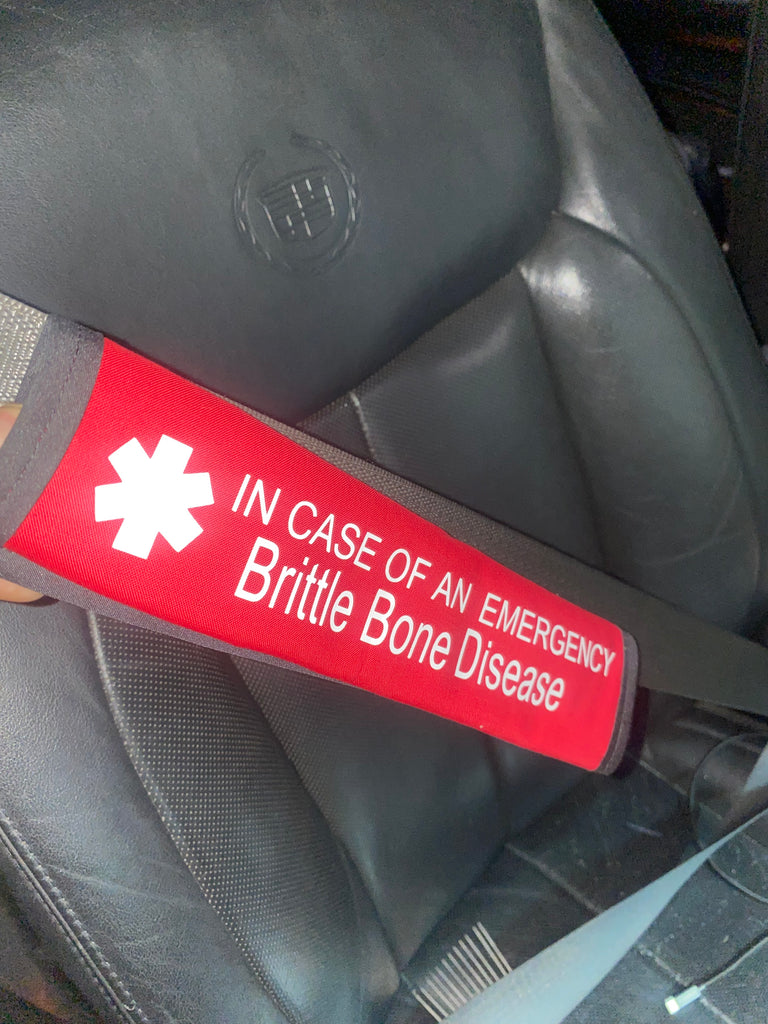 IN CASE OF AN EMERGENCY
Brittle Bone Disease